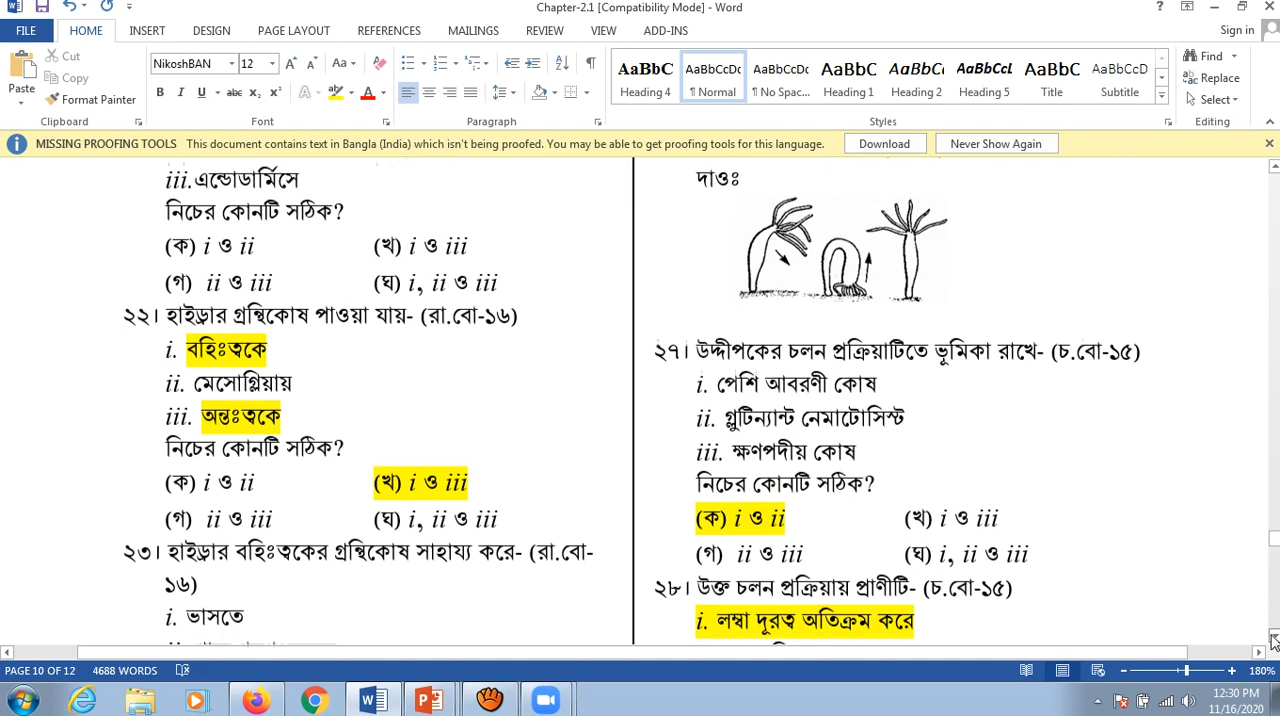 Chapter-2.1 [Compatibility Mode] - Word
FILE HOME INSERT DESIGN PAGE LAYOUT REFERENCES MAILINGS REVIEW VIEW ADD-INS Sign in
Cut
Copy
Format Painter
Paste
Clipboard
NikoshBAN 12
Font
Paragraph
AaBbC AaBbCcDc AaBbCcDc AaBbCc AaBbCc AaBbCcL AaBbC AaBbCcD
Heading 4 ¶ Normal ¶ No Spac... Heading 1 Heading 2 Heading 5 Title Subtitle
Styles
Find
Replace
Select
Editing
MISSING PROOFING TOOLS This document contains text in Bangla (India) which isn't being proofed. You may be able to get proofing tools for this language. Download Never Show Again
iii. এন্ডোডার্মিসে
নিচের কোনটি সঠিক?
(ক) i ও ii (খ) i ও iii
(গ) ii ও iii (ঘ) i, ii ও iii
২২। হাইড্রার গ্রন্থিকোষ পাওয়া যায়- (রা.বো-১৬)
i. বহিঃত্বকে
ii. মেসোগ্লিয়ায়
iii. অন্তঃত্বকে
নিচের কোনটি সঠিক?
(ক) i ও ii (খ) i ও iii
(গ) ii ও iii (ঘ) i, ii ও iii
২৩। হাইড্রার বহিঃত্বকের গ্রন্থিকোষ সাহায্য করে- (রা.বো-
১৬)
i. ভাসতে
দাওঃ
২৭। উদ্দীপকের চলন প্রক্রিয়াটিতে ভূমিকা রাখে- (চ.বো-১৫)
i. পেশি আবরণী কোষ
ii. গ্লুটিন্যান্ট নেমাটোসিস্ট
iii. ক্ষণপদীয় কোষ
নিচের কোনটি সঠিক?
(ক) i ও ii (খ) i ও iii
(গ) ii ও iii (ঘ) i, ii ও iii
২৮। উক্ত চলন প্রক্রিয়ায় প্রাণীটি- (চ.বো-১৫)
i. লম্বা দূরত্ব অতিক্রম করে
PAGE 10 OF 12 4688 WORDS 180%
12:30 PM
11/16/2020